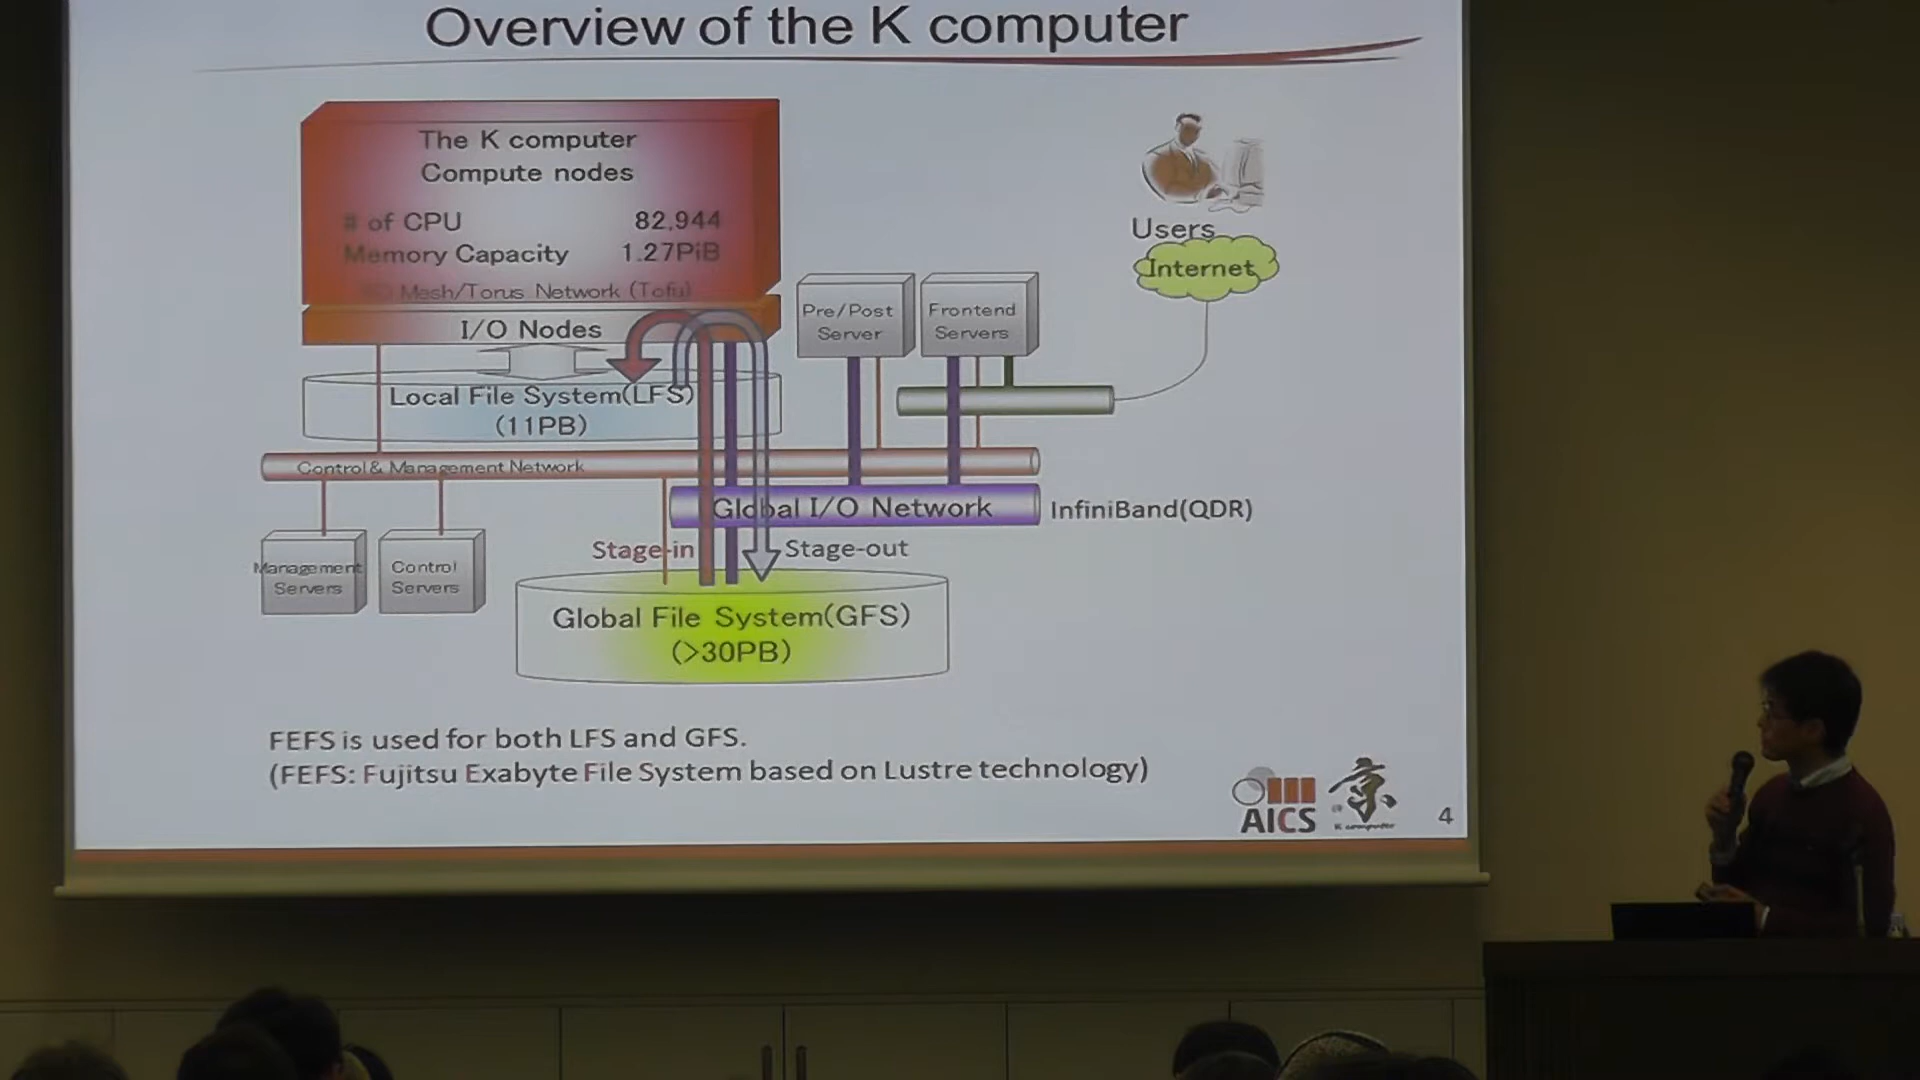 Overview of the K computer
The K computer
Compute nodes
# of CPU 82,944
Memory Capacity 1.27PiB
Mesh/Torus Network (Tofu)
I/O Nodes
Local File System(LFS)
(11PB)
Users
Internet
Pre/Post
Server
Frontend
Servers
Control & Management Network
Global I/O Network
InfiniBand(QDR)
Stage-in
Stage-out
Management
Servers
Control
Servers
Global File System(GFS)
(>30PB)
FEFS is used for both LFS and GFS.
(FEFS: Fujitsu Exabyte File System based on Lustre technology)
AICS
京
K computer
4